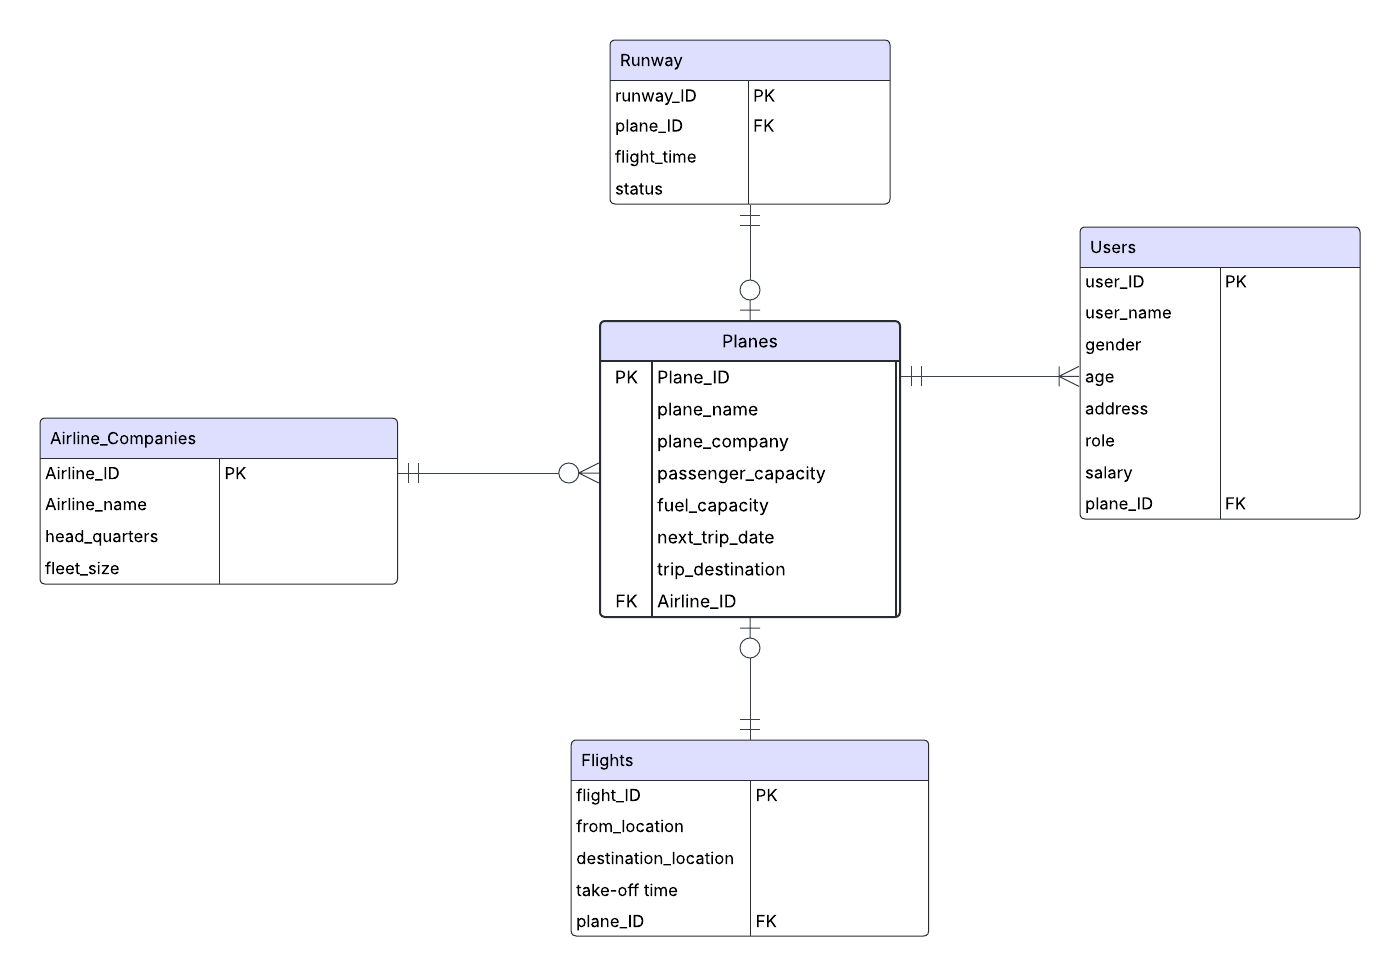 Runway
runway_ID PK
plane_ID FK
flight_time
status
Users
user_ID PK
user_name
gender
age
address
role
salary
plane_ID FK
Planes
PK Plane_ID
plane_name
plane_company
passenger_capacity
fuel_capacity
next_trip_date
trip_destination
FK Airline_ID
Airline_Companies
Airline_ID PK
Airline_name
head_quarters
fleet_size
Flights
flight_ID PK
from_location
destination_location
take-off time
plane_ID FK